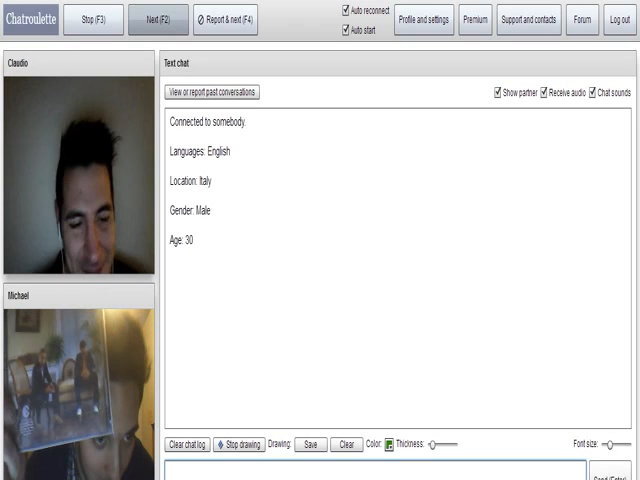 Chatroulette
Stop (F3)
Next (F2)
Report & next (F4)
Auto reconnect
Auto start
Profile and settings
Premium
Support and contacts
Forum
Log out
Claudio
Text chat
View or report past conversations
Show partner
Receive audio
Chat sounds
Connected to somebody.
Languages: English
Location: Italy
Gender: Male
Age: 30
Michael
Clear chat log
Stop drawing
Drawing:
Save
Clear
Color:
Thickness:
Font size:
Send (Enter)